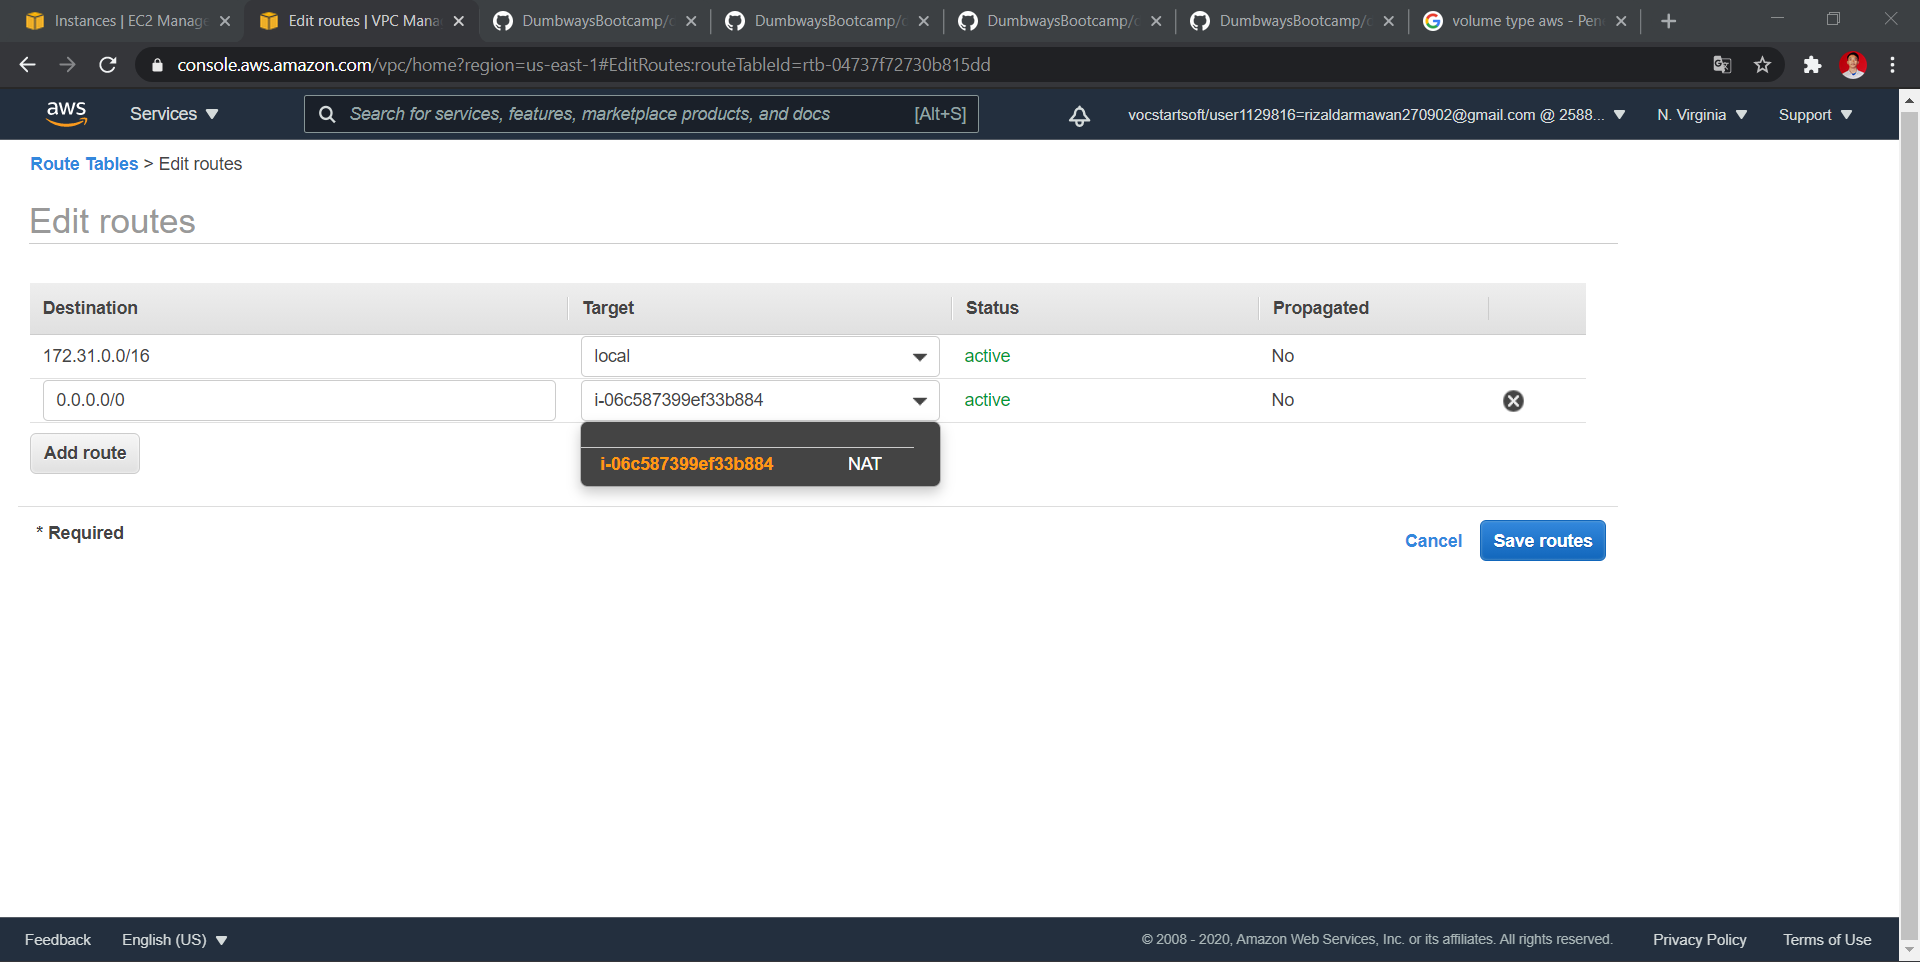 Instances | EC2 Manage
Edit routes | VPC Mana
DumbwaysBootcamp/
DumbwaysBootcamp/
DumbwaysBootcamp/
DumbwaysBootcamp/
volume type aws - Pen
console.aws.amazon.com/vpc/home?region=us-east-1#EditRoutes:routeTableId=rtb-04737f72730b815dd
aws
Services
Search for services, features, marketplace products, and docs
[Alt+S]
vocstartsoft/user1129816=rizaldarmawan270902@gmail.com @ 2588...
N. Virginia
Support
Route Tables > Edit routes
Edit routes
Destination
Target
Status
Propagated
172.31.0.0/16
local
active
No
0.0.0.0/0
i-06c587399ef33b884
active
No
i-06c587399ef33b884
NAT
Add route
* Required
Cancel
Save routes
Feedback
English (US)
© 2008 - 2020, Amazon Web Services, Inc. or its affiliates. All rights reserved.
Privacy Policy
Terms of Use